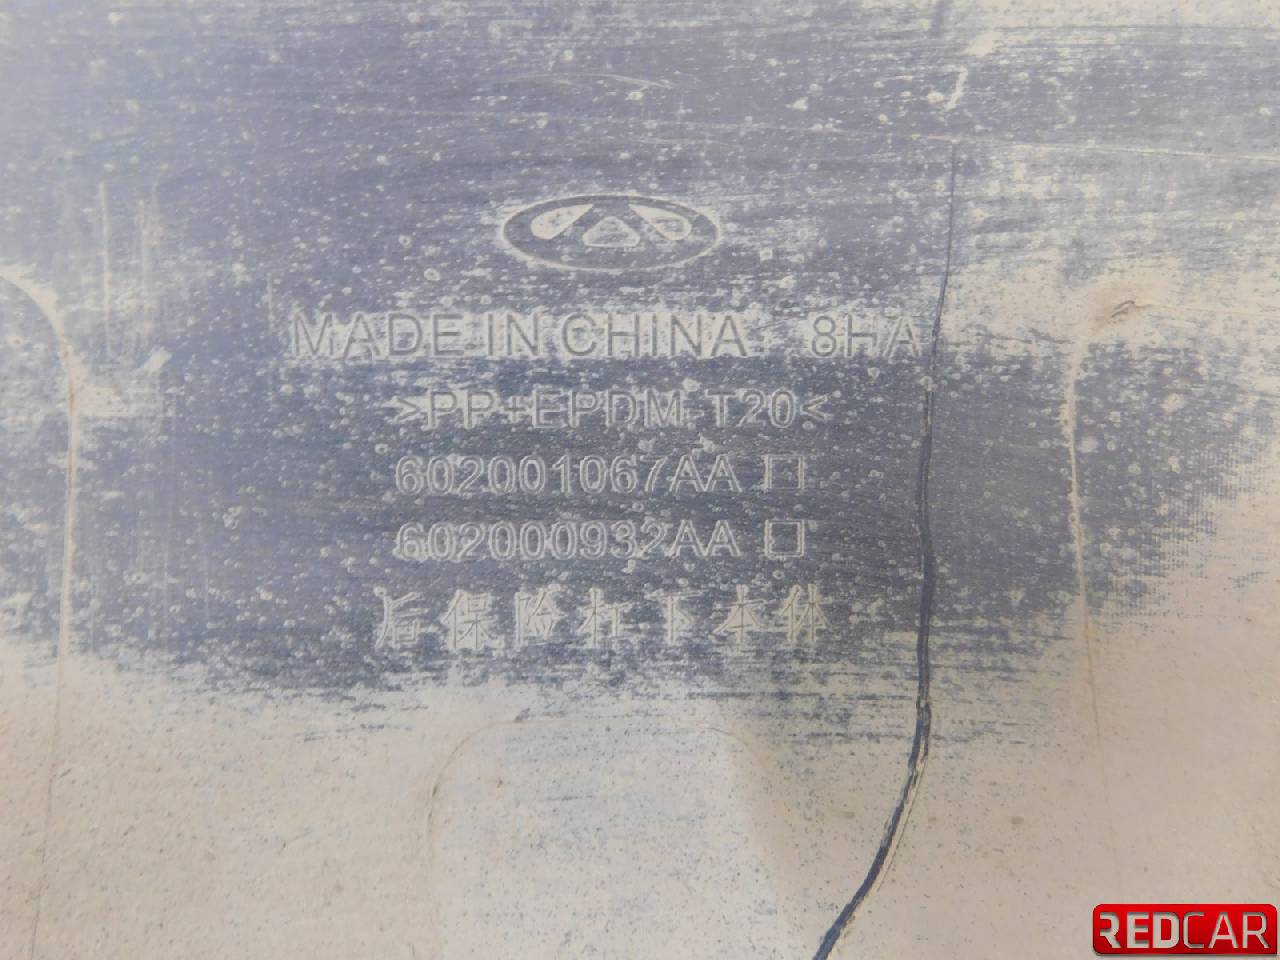 MADE IN CHINA 8HA
>PP+EPDM-T20<
602001067AA □
602000932AA □
后保险杠下本体
REDCAR